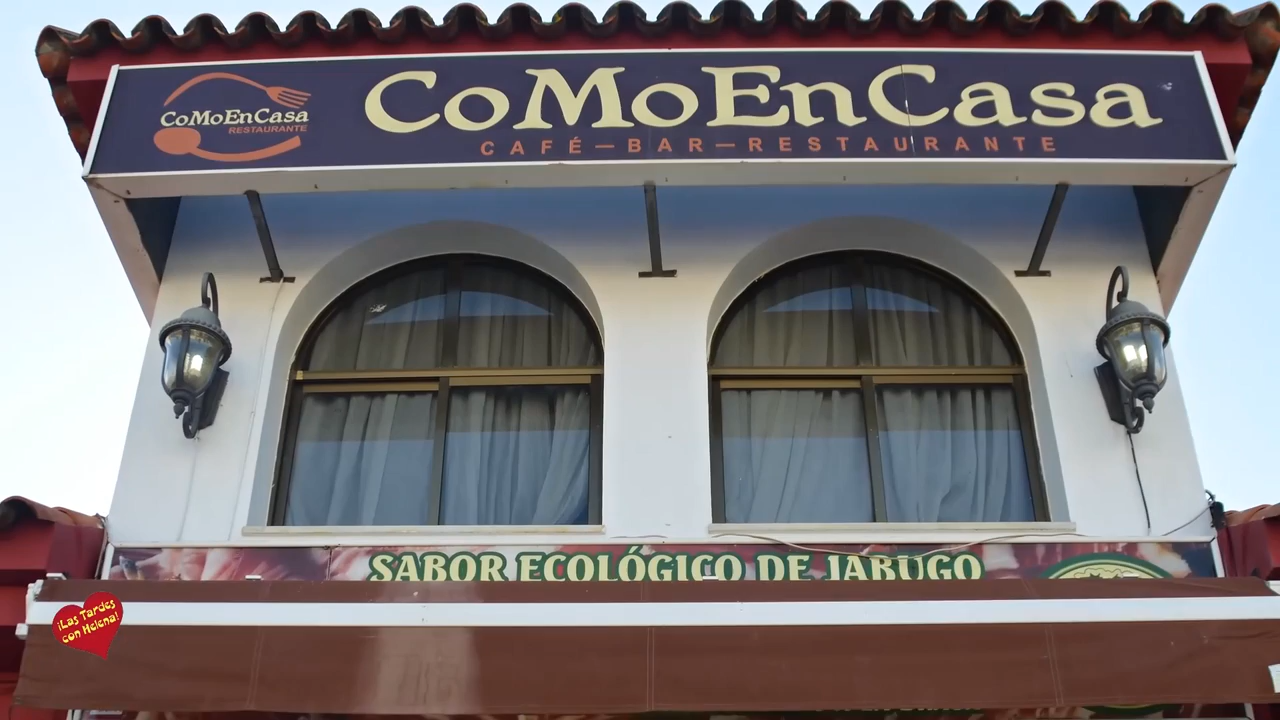 CoMoEnCasa
RESTAURANTE
CoMoEnCasa
CAFÉ—BAR—RESTAURANTE
SABOR ECOLÓGICO DE JABUGO
¡Las Tardes
con Helena!